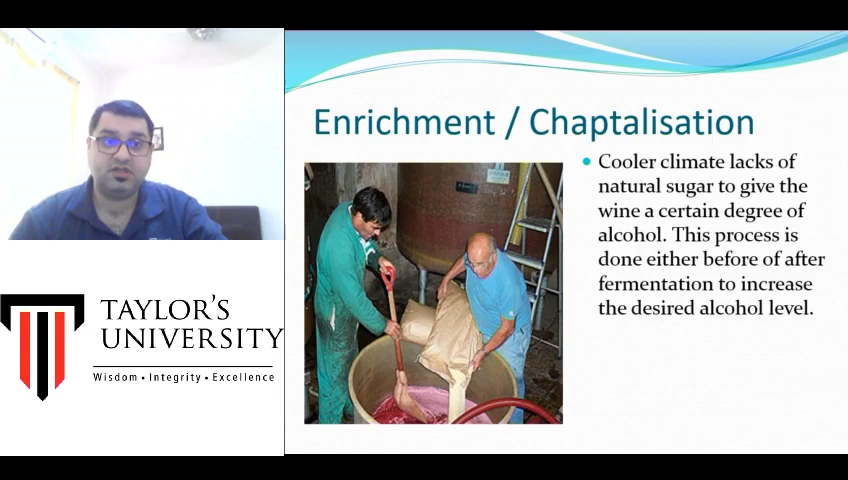 Enrichment / Chaptalisation
Cooler climate lacks of
natural sugar to give the
wine a certain degree of
alcohol. This process is
done either before of after
fermentation to increase
the desired alcohol level.
TAYLOR'S
UNIVERSITY
Wisdom • Integrity • Excellence